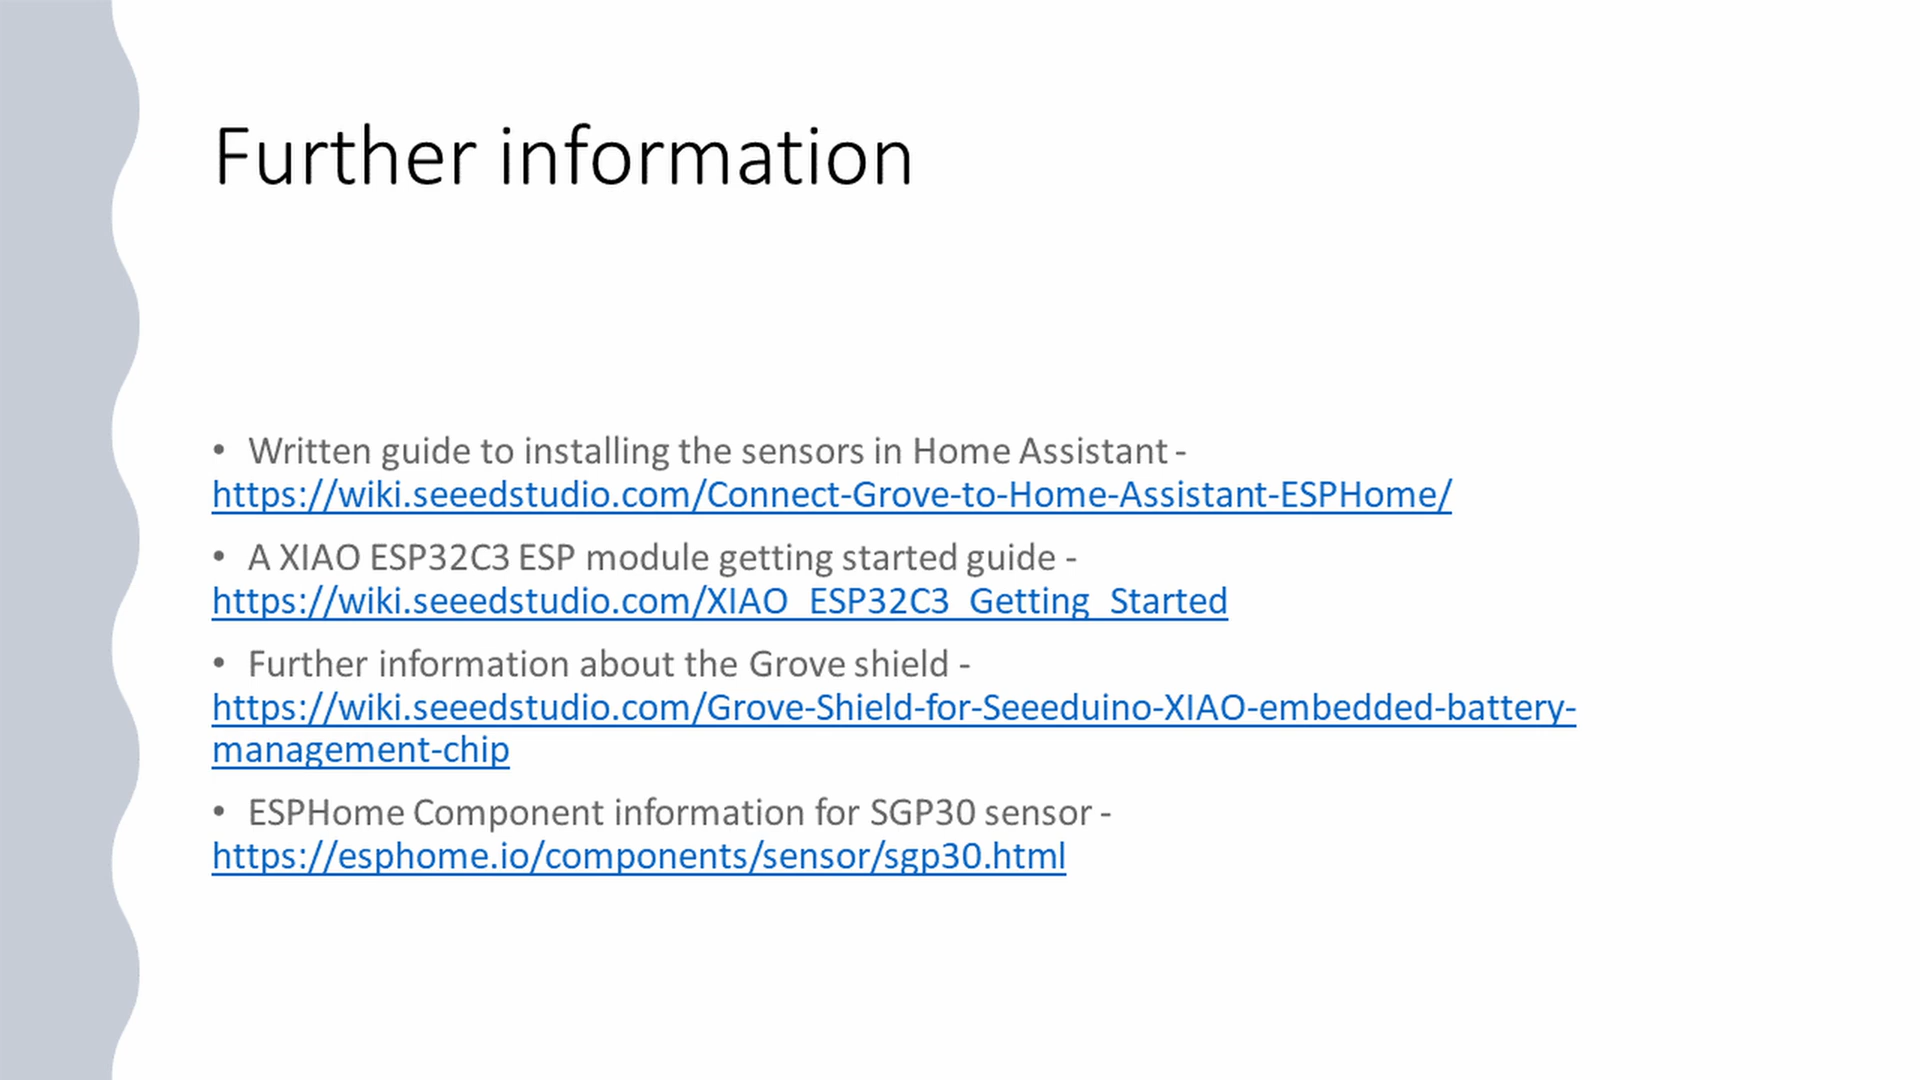 Further information
• Written guide to installing the sensors in Home Assistant -
https://wiki.seeedstudio.com/Connect-Grove-to-Home-Assistant-ESPHome/
• A XIAO ESP32C3 ESP module getting started guide -
https://wiki.seeedstudio.com/XIAO_ESP32C3_Getting_Started
• Further information about the Grove shield -
https://wiki.seeedstudio.com/Grove-Shield-for-Seeeduino-XIAO-embedded-battery-
management-chip
• ESPHome Component information for SGP30 sensor -
https://esphome.io/components/sensor/sgp30.html